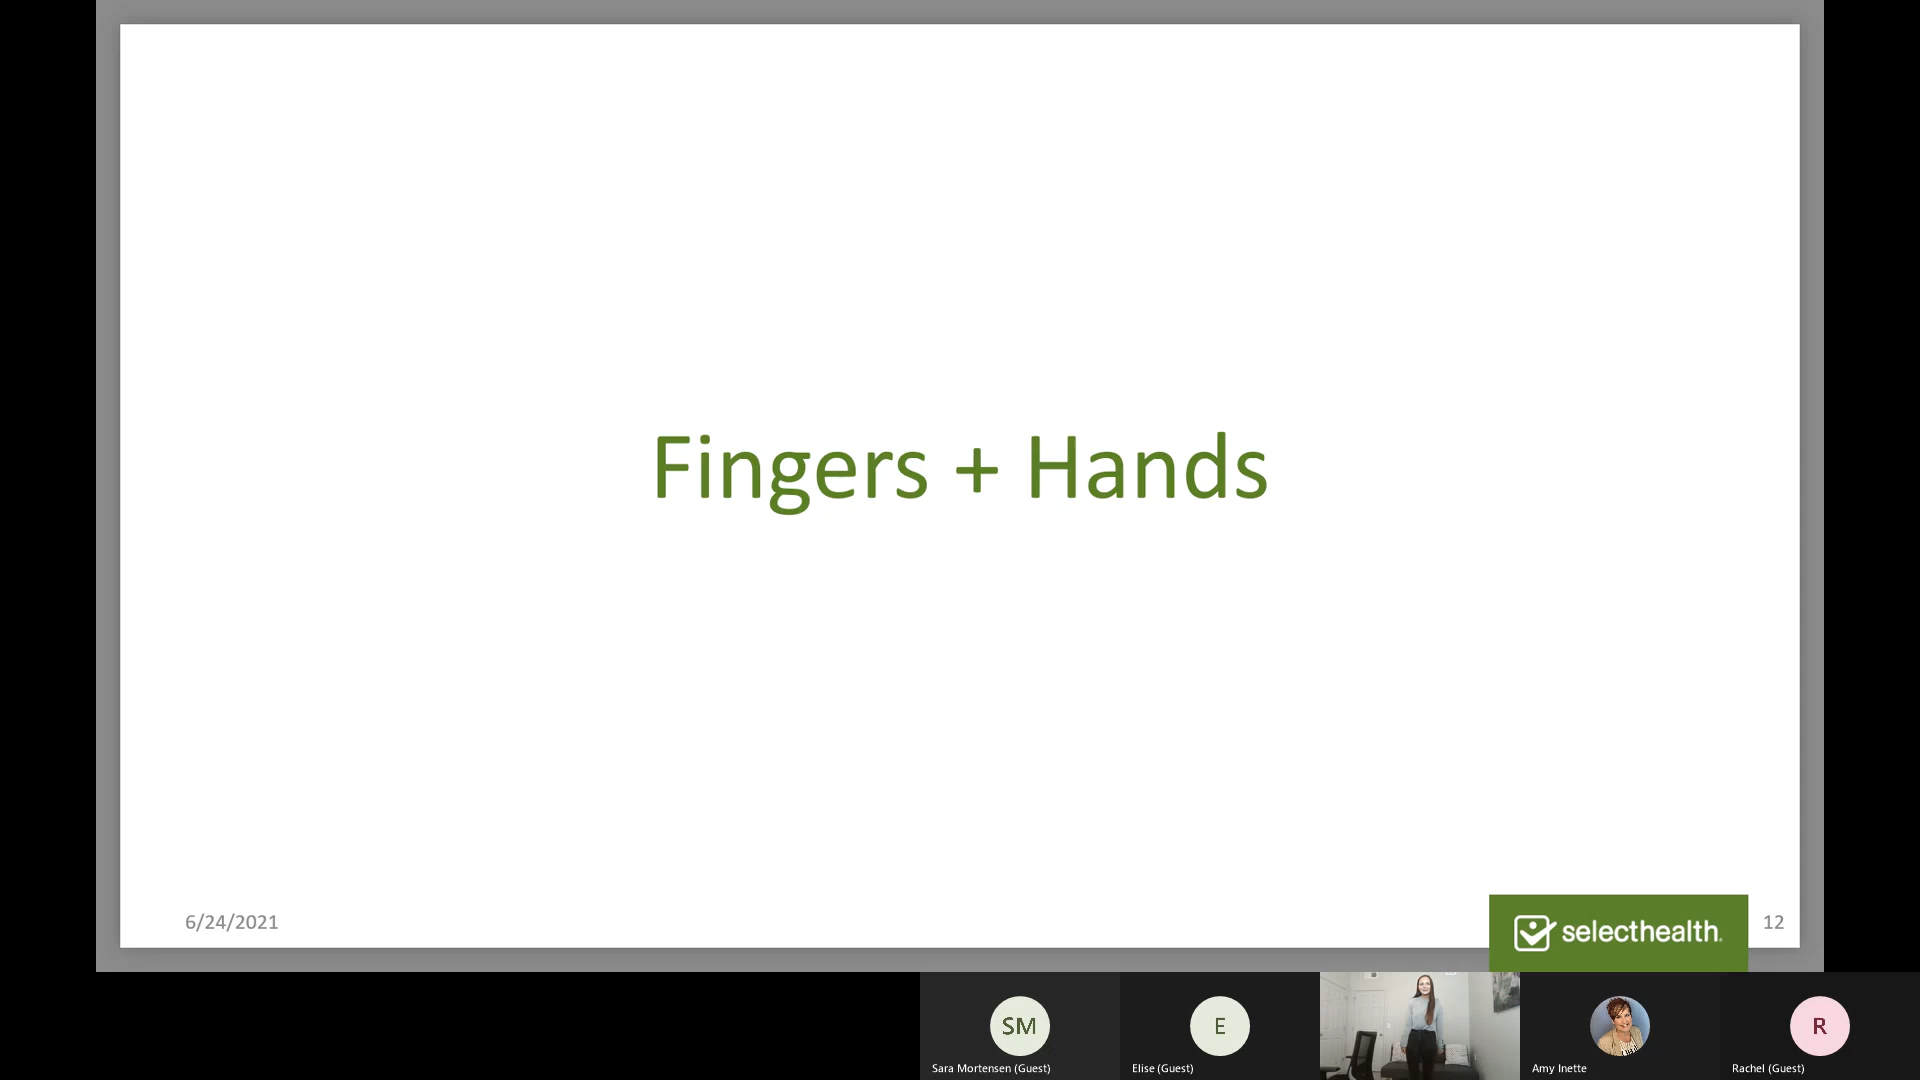 Fingers + Hands
6/24/2021
selecthealth.
12
SM
E
R
Sara Mortensen (Guest)
Elise (Guest)
Amy Inette
Rachel (Guest)